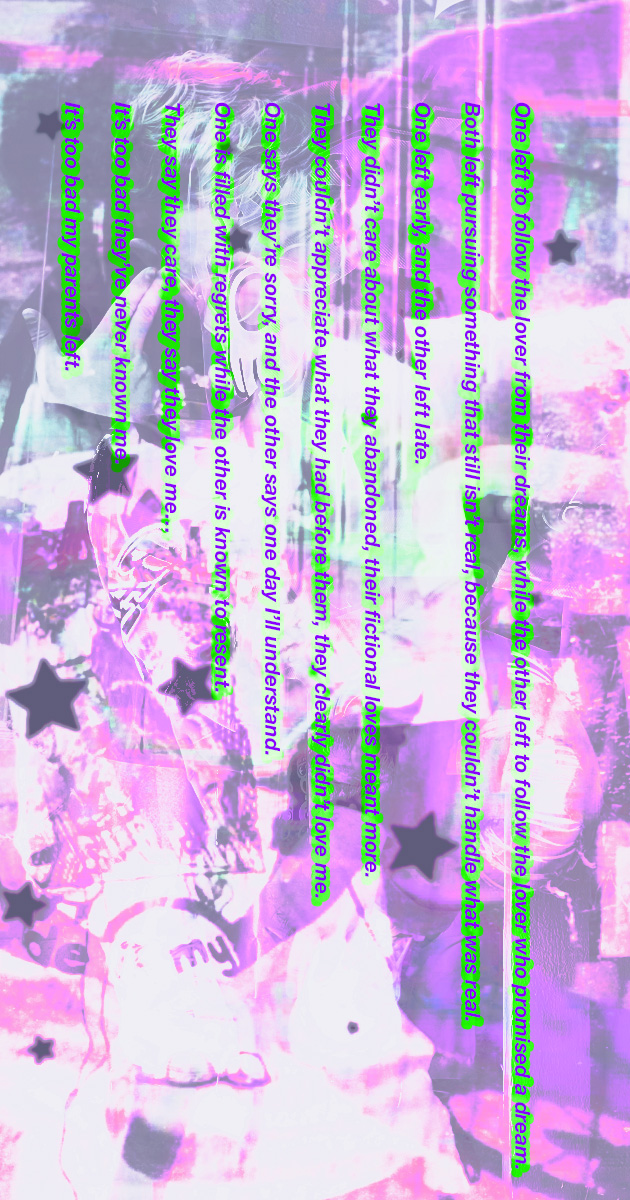 One left to follow the lover from their dreams, while the other left to follow the lover who promised a dream.
Both left pursuing something that still isn't real, because they couldn't handle what was real.
One left early, and the other left late.
They didn't care about what they abandoned, their fictional loves meant more.
They couldn't appreciate what they had before them, they clearly didn't love me.
One says they're sorry, and the other says one day I'll understand.
One is filled with regrets while the other is known to resent.
They say they care, they say they love me...
It's too bad they've never known me.
It's too bad my parents left.
my
de